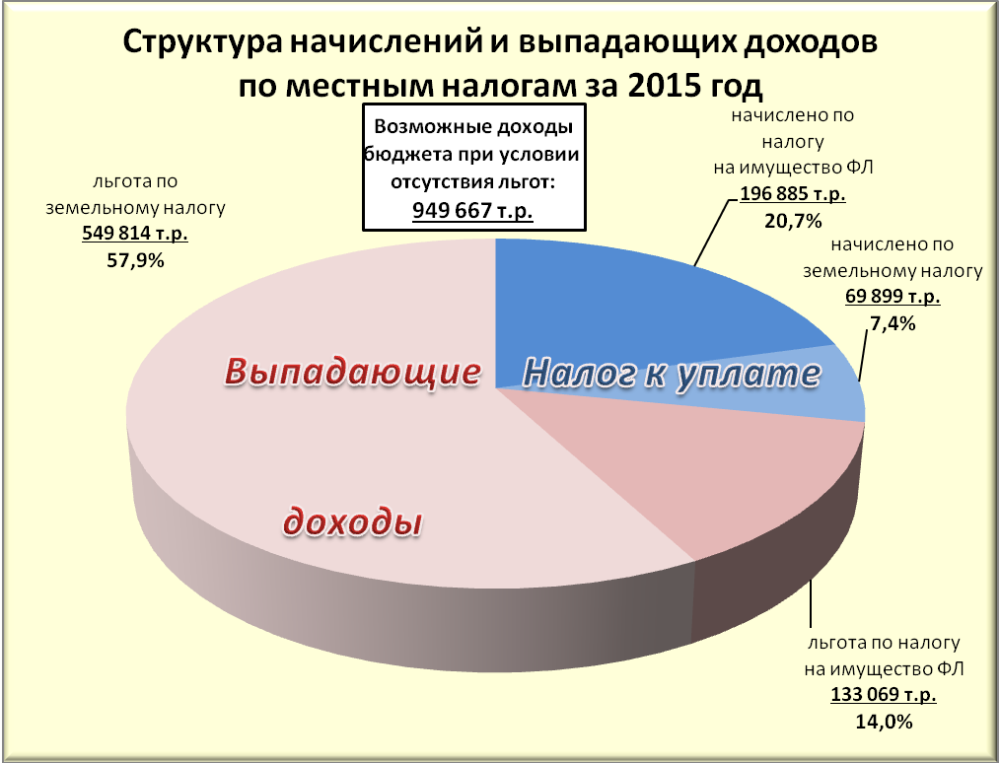 Структура начислений и выпадающих доходов
по местным налогам за 2015 год
Возможные доходы
бюджета при условии
отсутствия льгот:
949 667 т.р.
начислено по
налогу
на имущество ФЛ
196 885 т.р.
20,7%
льгота по
земельному налогу
549 814 т.р.
57,9%
начислено по
земельному налогу
69 899 т.р.
7,4%
Выпадающие
Налог к уплате
доходы
льгота по налогу
на имущество ФЛ
133 069 т.р.
14,0%